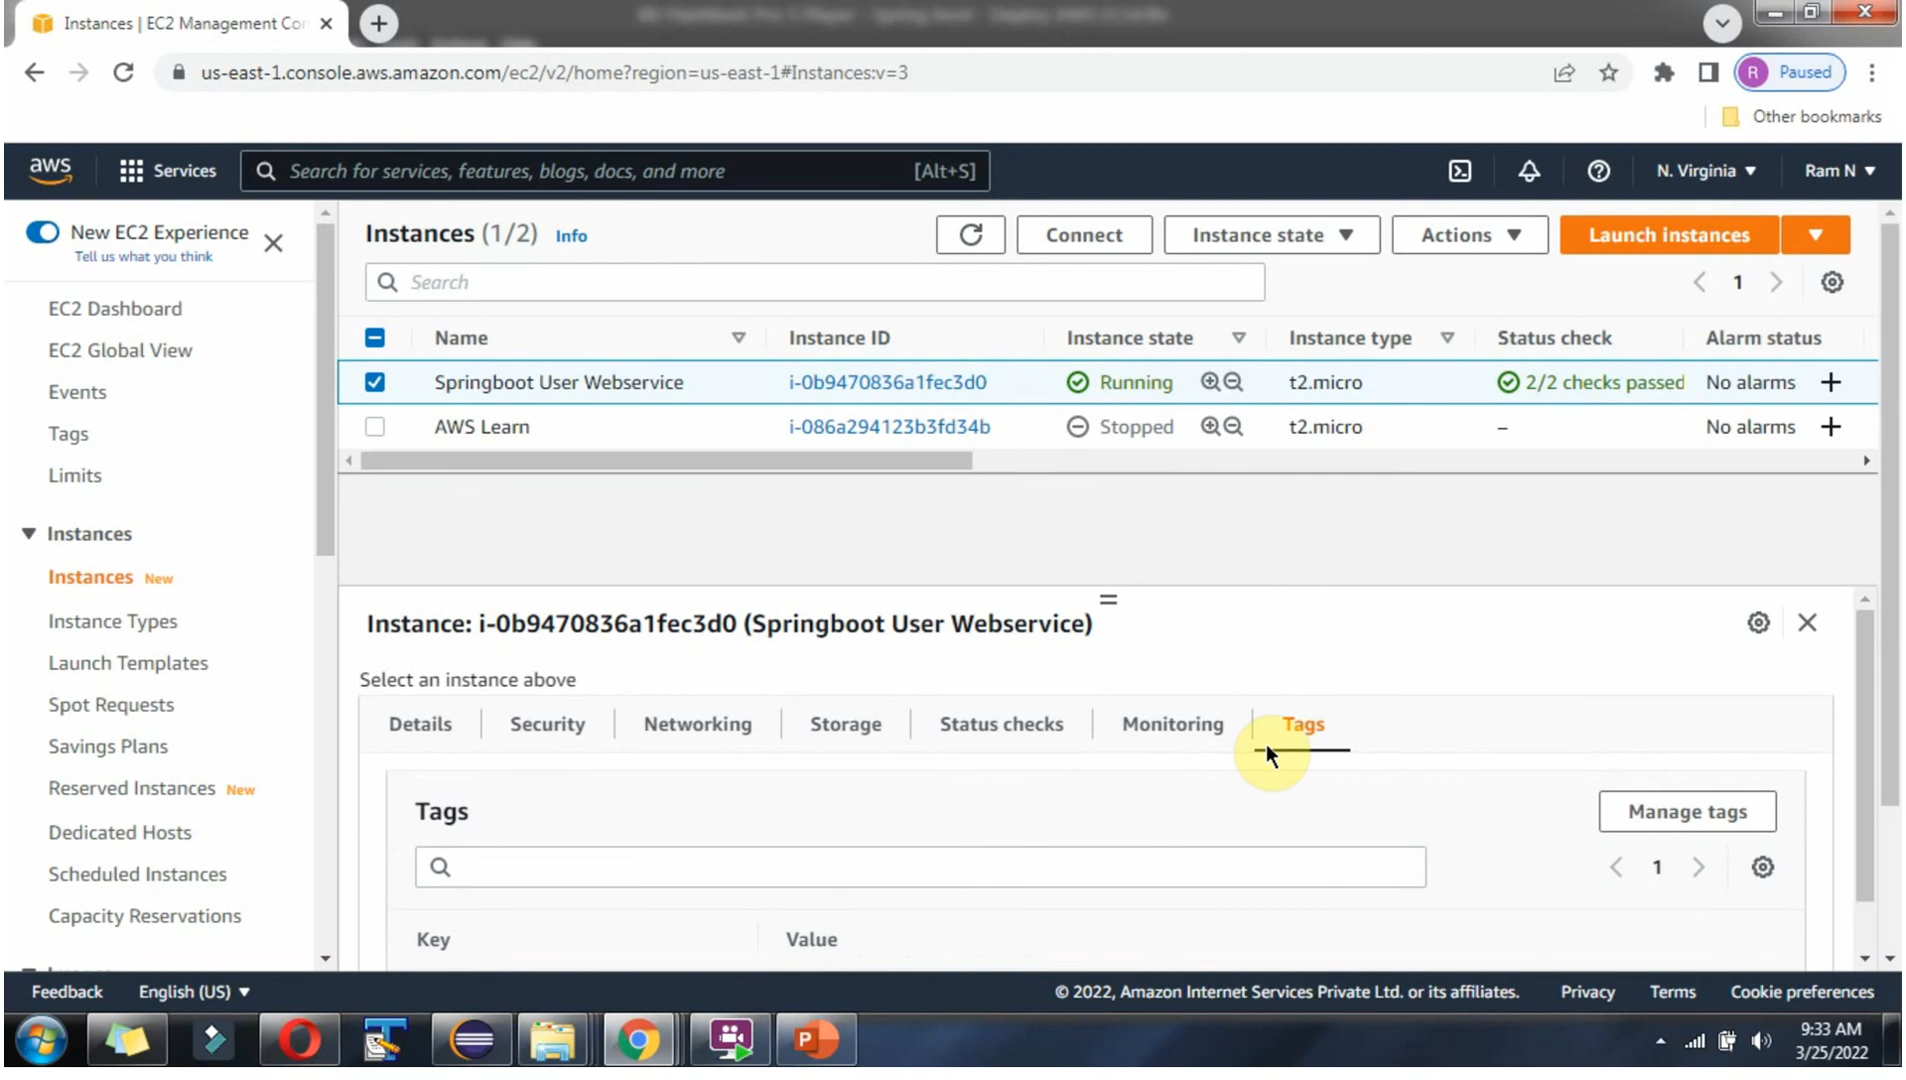 Instances | EC2 Management Con
us-east-1.console.aws.amazon.com/ec2/v2/home?region=us-east-1#Instances:v=3
R Paused
Other bookmarks
aws Services Search for services, features, blogs, docs, and more [Alt+S] N. Virginia ▼ Ram N ▼
New EC2 Experience
Tell us what you think
EC2 Dashboard
EC2 Global View
Events
Tags
Limits
Instances
Instances New
Instance Types
Launch Templates
Spot Requests
Savings Plans
Reserved Instances New
Dedicated Hosts
Scheduled Instances
Capacity Reservations
Instances (1/2) Info Connect Instance state ▼ Actions ▼ Launch instances ▼
Search
1
Name Instance ID Instance state Instance type Status check Alarm status
Springboot User Webservice i-0b9470836a1fec3d0 Running t2.micro 2/2 checks passed No alarms +
AWS Learn i-086a294123b3fd34b Stopped t2.micro – No alarms +
Instance: i-0b9470836a1fec3d0 (Springboot User Webservice)
Select an instance above
Details Security Networking Storage Status checks Monitoring Tags
Tags Manage tags
1
Key Value
Feedback English (US) ▼ © 2022, Amazon Internet Services Private Ltd. or its affiliates. Privacy Terms Cookie preferences
9:33 AM
3/25/2022